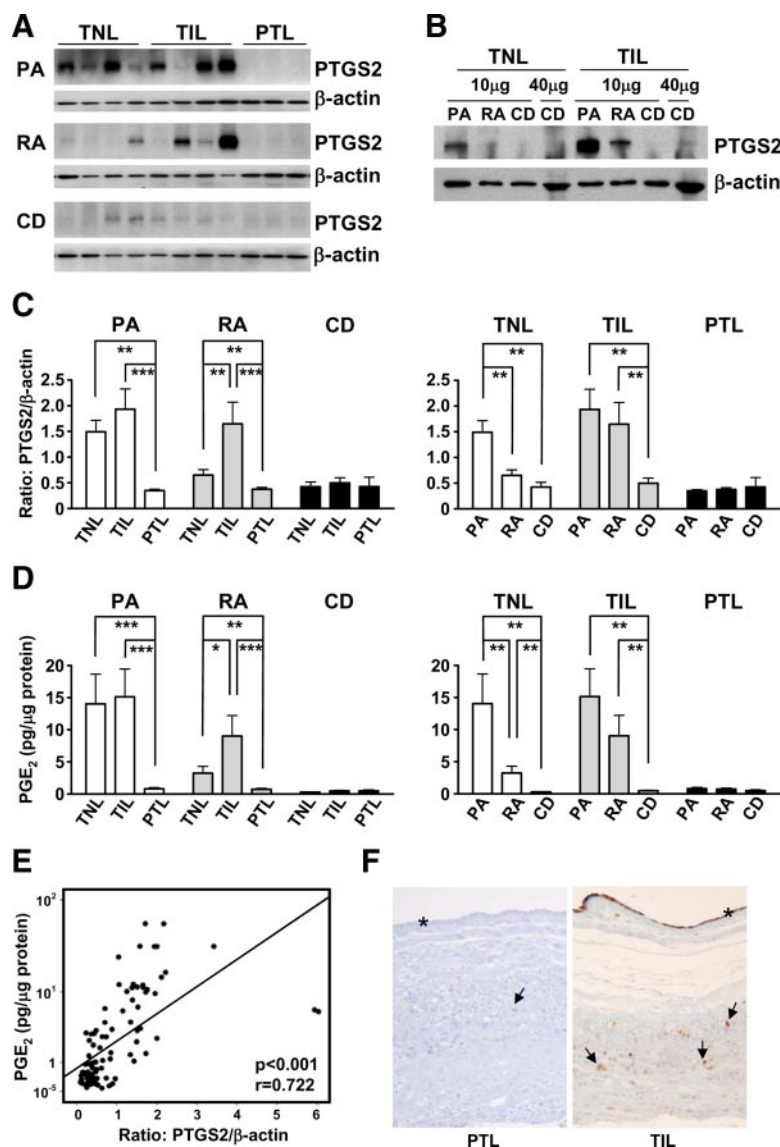 A
TNL TIL PTL
PA PTGS2
β-actin
RA PTGS2
β-actin
CD PTGS2
β-actin
B
TNL TIL
10μg 40μg 10μg 40μg
PA RA CD CD PA RA CD CD
PTGS2
β-actin
C
PA RA CD TNL TIL PTL
** ** ** ** **
*** ** *** ** **
Ratio: PTGS2/β-actin
2.5 2.5
2.0 2.0
1.5 1.5
1.0 1.0
0.5 0.5
0 0
TNL TIL PTL TNL TIL PTL TNL TIL PTL PA RA CD PA RA CD PA RA CD
D
PA RA CD TNL TIL PTL
*** ** ** **
*** * *** ** ** **
PGE2 (pg/μg protein)
20 20
15 15
10 10
5 5
0 0
TNL TIL PTL TNL TIL PTL TNL TIL PTL PA RA CD PA RA CD PA RA CD
E
PGE2 (pg/μg protein)
10²
10¹
1
10⁻⁵
p<0.001
r=0.722
0 1 2 3 4 5 6
Ratio: PTGS2/β-actin
F
* *
PTL TIL